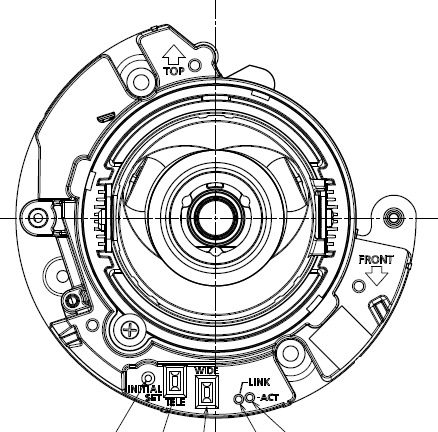 TOP
FRONT
WIDE
LINK
INITIAL
SET
TELE
ACT